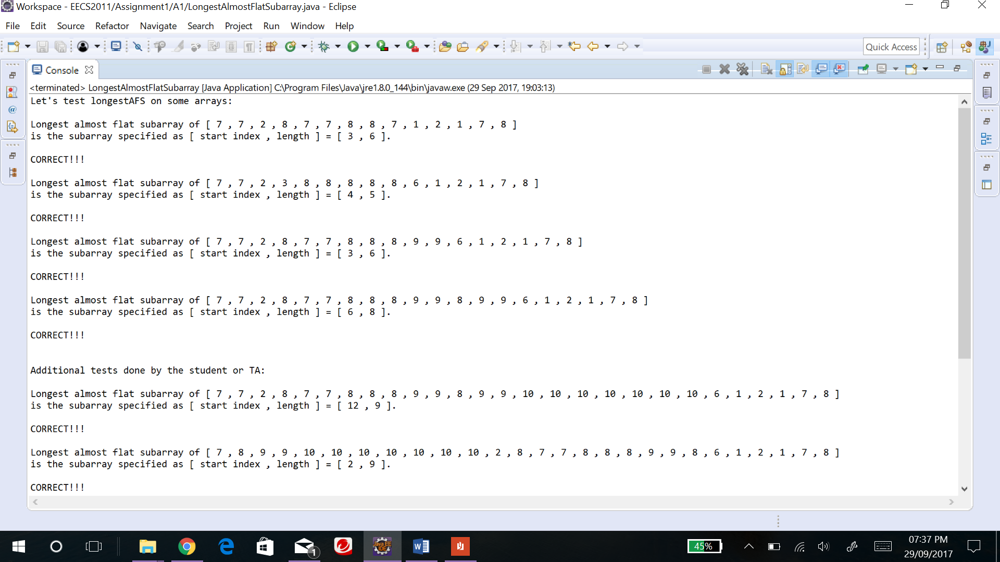 Workspace - EECS2011/Assignment1/A1/LongestAlmostFlatSubarray.java - Eclipse
File Edit Source Refactor Navigate Search Project Run Window Help
Quick Access
Console
<terminated> LongestAlmostFlatSubarray [Java Application] C:\Program Files\Java\jre1.8.0_144\bin\javaw.exe (29 Sep 2017, 19:03:13)
Let's test longestAFS on some arrays:
Longest almost flat subarray of [ 7 , 7 , 2 , 8 , 7 , 7 , 8 , 8 , 7 , 1 , 2 , 1 , 7 , 8 ]
is the subarray specified as [ start index , length ] = [ 3 , 6 ].
CORRECT!!!
Longest almost flat subarray of [ 7 , 7 , 2 , 3 , 8 , 8 , 8 , 8 , 8 , 6 , 1 , 2 , 1 , 7 , 8 ]
is the subarray specified as [ start index , length ] = [ 4 , 5 ].
CORRECT!!!
Longest almost flat subarray of [ 7 , 7 , 2 , 8 , 7 , 7 , 8 , 8 , 8 , 9 , 9 , 6 , 1 , 2 , 1 , 7 , 8 ]
is the subarray specified as [ start index , length ] = [ 3 , 6 ].
CORRECT!!!
Longest almost flat subarray of [ 7 , 7 , 2 , 8 , 7 , 7 , 8 , 8 , 8 , 9 , 9 , 8 , 9 , 9 , 6 , 1 , 2 , 1 , 7 , 8 ]
is the subarray specified as [ start index , length ] = [ 6 , 8 ].
CORRECT!!!
Additional tests done by the student or TA:
Longest almost flat subarray of [ 7 , 7 , 2 , 8 , 7 , 7 , 8 , 8 , 8 , 9 , 9 , 8 , 9 , 9 , 10 , 10 , 10 , 10 , 10 , 10 , 10 , 6 , 1 , 2 , 1 , 7 , 8 ]
is the subarray specified as [ start index , length ] = [ 12 , 9 ].
CORRECT!!!
Longest almost flat subarray of [ 7 , 8 , 9 , 9 , 10 , 10 , 10 , 10 , 10 , 10 , 10 , 2 , 8 , 7 , 7 , 8 , 8 , 8 , 9 , 9 , 8 , 6 , 1 , 2 , 1 , 7 , 8 ]
is the subarray specified as [ start index , length ] = [ 2 , 9 ].
CORRECT!!!
1
Java EE
IDE
45%
07:37 PM
29/09/2017